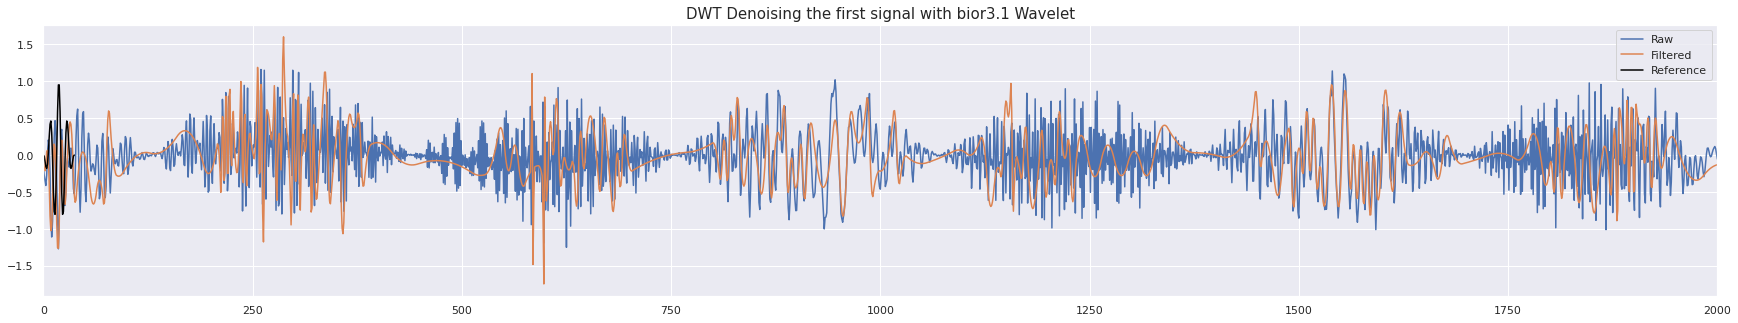 DWT Denoising the first signal with bior3.1 Wavelet
1.5
1.0
0.5
0.0
−0.5
−1.0
−1.5
Raw
Filtered
Reference
0 250 500 750 1000 1250 1500 1750 2000